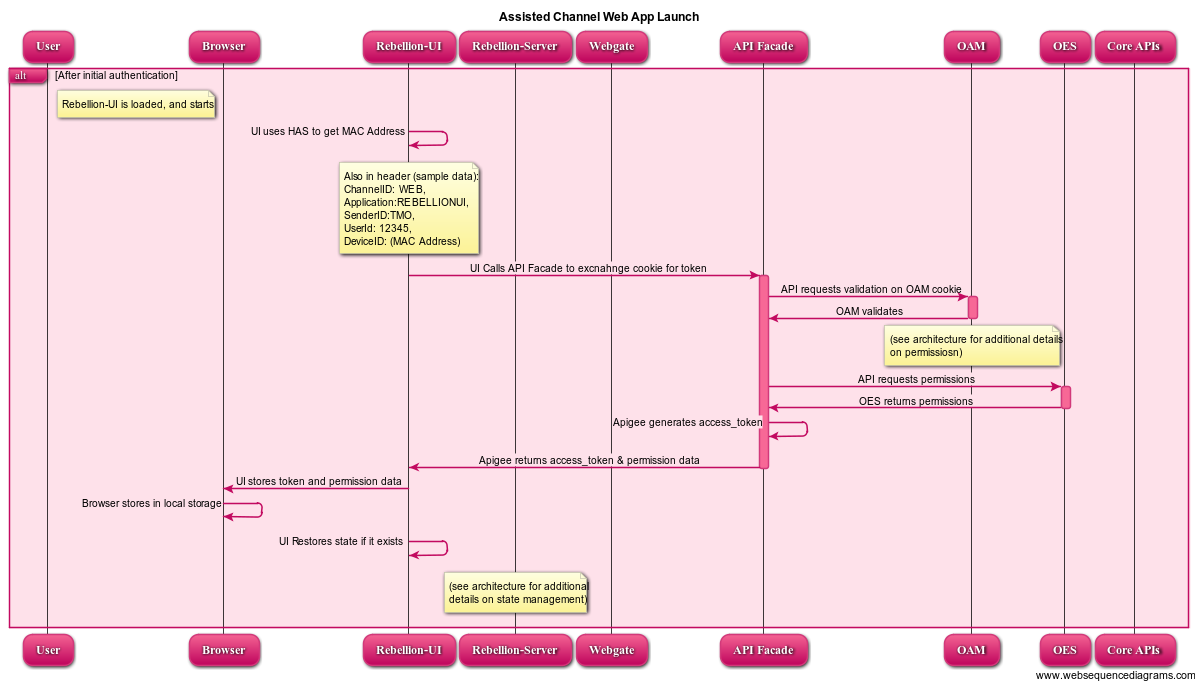 Assisted Channel Web App Launch
User Browser Rebellion-UI Rebellion-Server Webgate API Facade OAM OES Core APIs
alt [After initial authentication]
Rebellion-UI is loaded, and starts
UI uses HAS to get MAC Address
Also in header (sample data):
ChannelID: WEB,
Application:REBELLIONUI,
SenderID:TMO,
UserId: 12345,
DeviceID: (MAC Address)
UI Calls API Facade to excnahnge cookie for token
API requests validation on OAM cookie
OAM validates
(see architecture for additional details
on permissiosn)
API requests permissions
OES returns permissions
Apigee generates access_token
Apigee returns access_token & permission data
UI stores token and permission data
Browser stores in local storage
UI Restores state if it exists
(see architecture for additional
details on state management)
User Browser Rebellion-UI Rebellion-Server Webgate API Facade OAM OES Core APIs
www.websequencediagrams.com